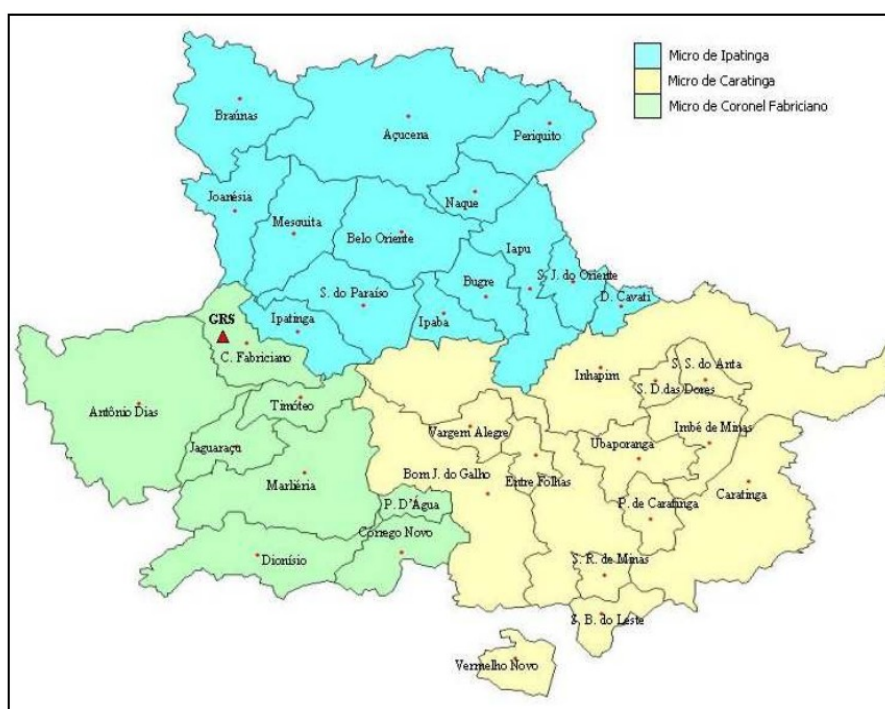 Micro de Ipatinga
Micro de Caratinga
Micro de Coronel Fabriciano
Braúnas
Açucena
Periquito
Joanésia
Naque
Mesquita
Belo Oriente
Iapu
S. J. do Oriente
Bugre
D. Cavati
S. do Paraíso
Ipatinga
Ipaba
GRS
C. Fabriciano
Inhapim
S. S. do Anta
S. D. das Dores
Antônio Dias
Timóteo
Vargem Alegre
Imbé de Minas
Ubaporanga
Jaguaraçu
Bom J. do Galho
Entre Folhas
Marliéria
Caratinga
P. D'Água
P. de Caratinga
Corrego Novo
Dionísio
S. R. de Minas
S. B. do Leste
Vermelho Novo